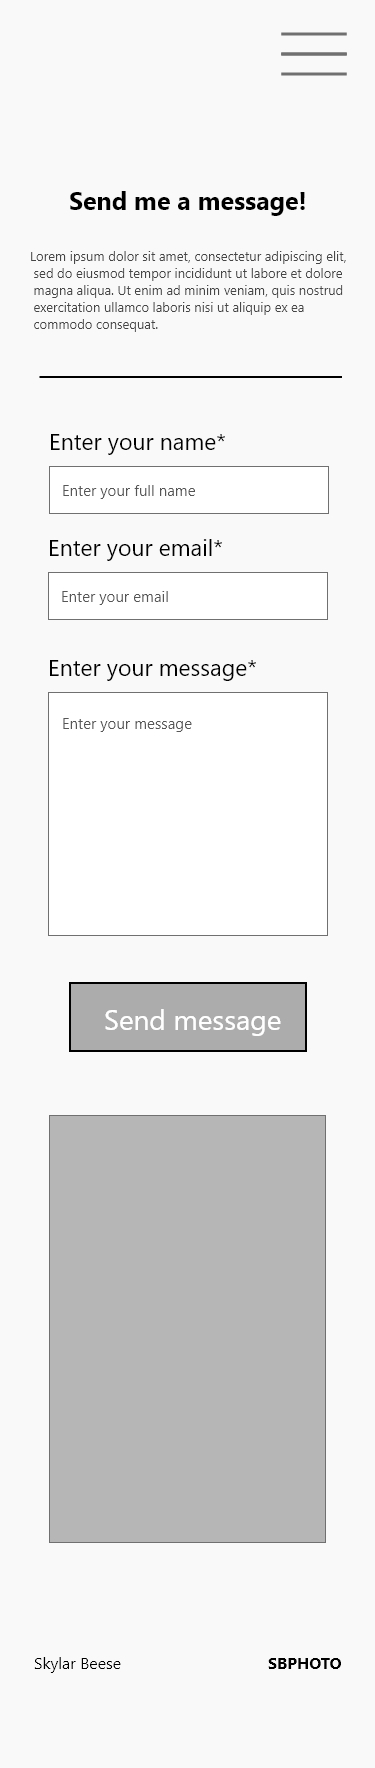 Send me a message!
Lorem ipsum dolor sit amet, consectetur adipiscing elit,
sed do eiusmod tempor incididunt ut labore et dolore
magna aliqua. Ut enim ad minim veniam, quis nostrud
exercitation ullamco laboris nisi ut aliquip ex ea
commodo consequat.
Enter your name*
Enter your full name
Enter your email*
Enter your email
Enter your message*
Enter your message
Send message
Skylar Beese SBPHOTO